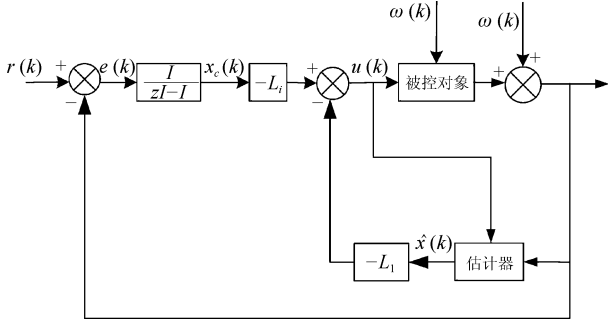 ω(k)
ω(k)
r(k) + − e(k) I/(zI−I) x_c(k) −L_i + − u(k) 被控对象 + +
−L_1 x̂(k) 估计器